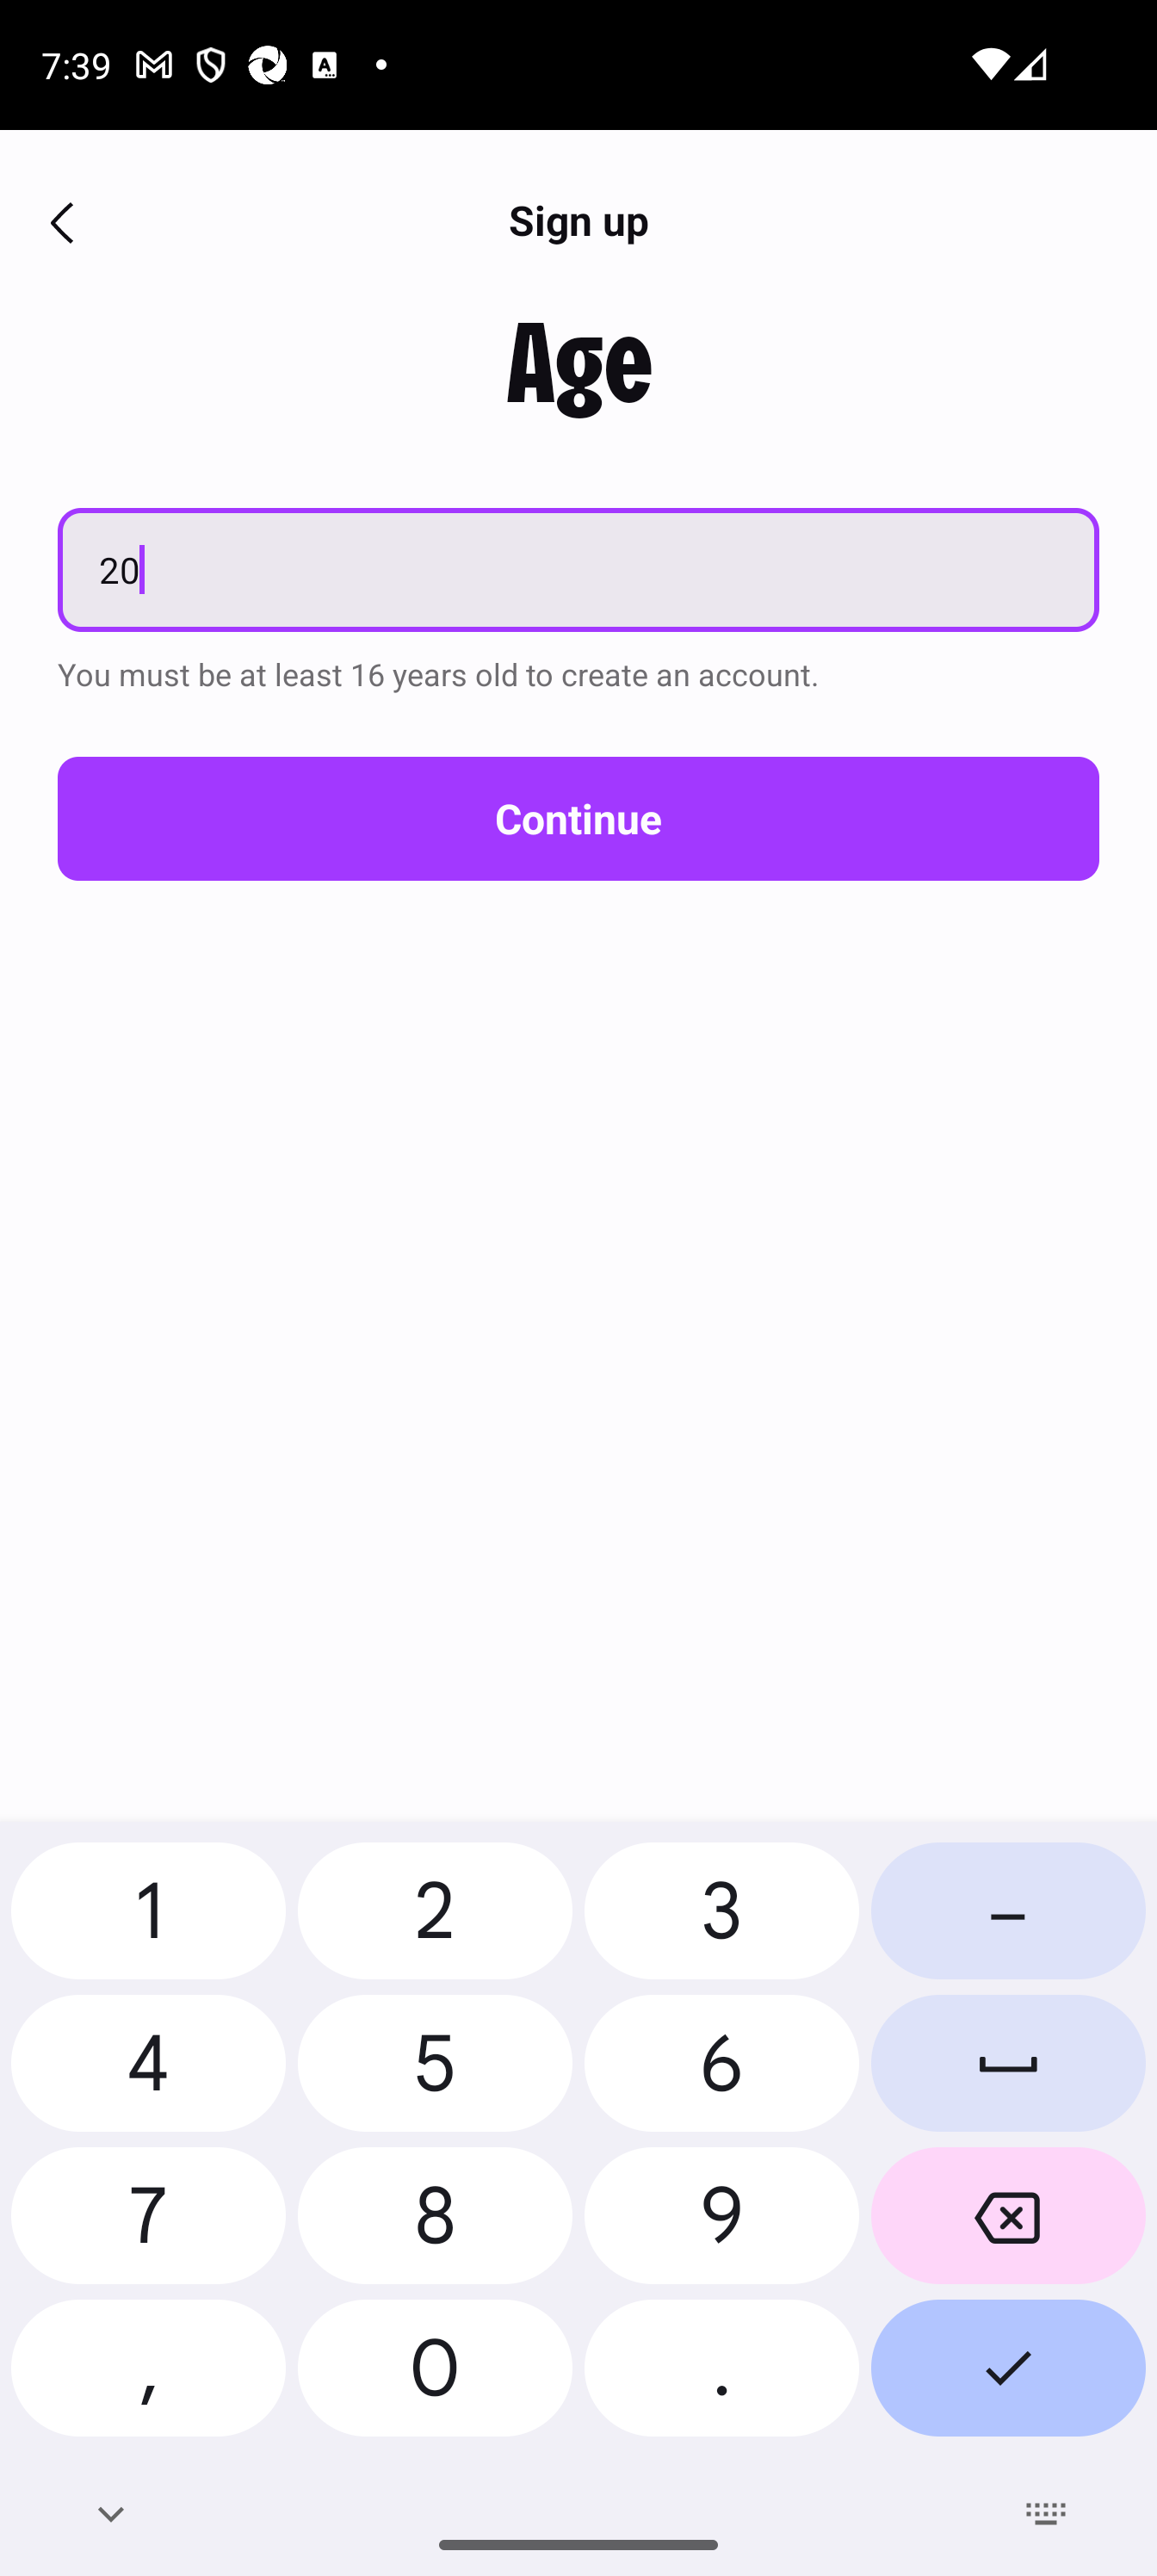 7:39
Sign up
Age
20
You must be at least 16 years old to create an account.
Continue
1 2 3 –
4 5 6
7 8 9
, 0 .